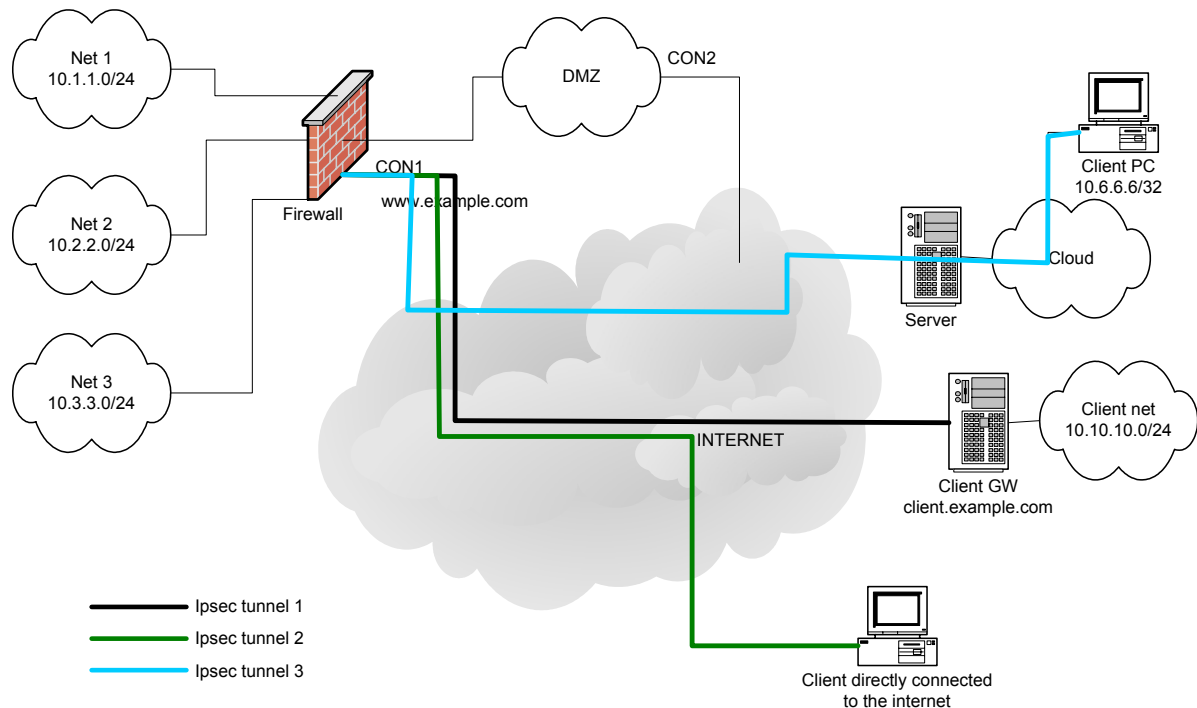 Net 1
10.1.1.0/24
DMZ
CON2
Client PC
10.6.6.6/32
CON1
www.example.com
Firewall
Net 2
10.2.2.0/24
Cloud
Server
Net 3
10.3.3.0/24
Client net
10.10.10.0/24
INTERNET
Client GW
client.example.com
Ipsec tunnel 1
Ipsec tunnel 2
Ipsec tunnel 3
Client directly connected
to the internet